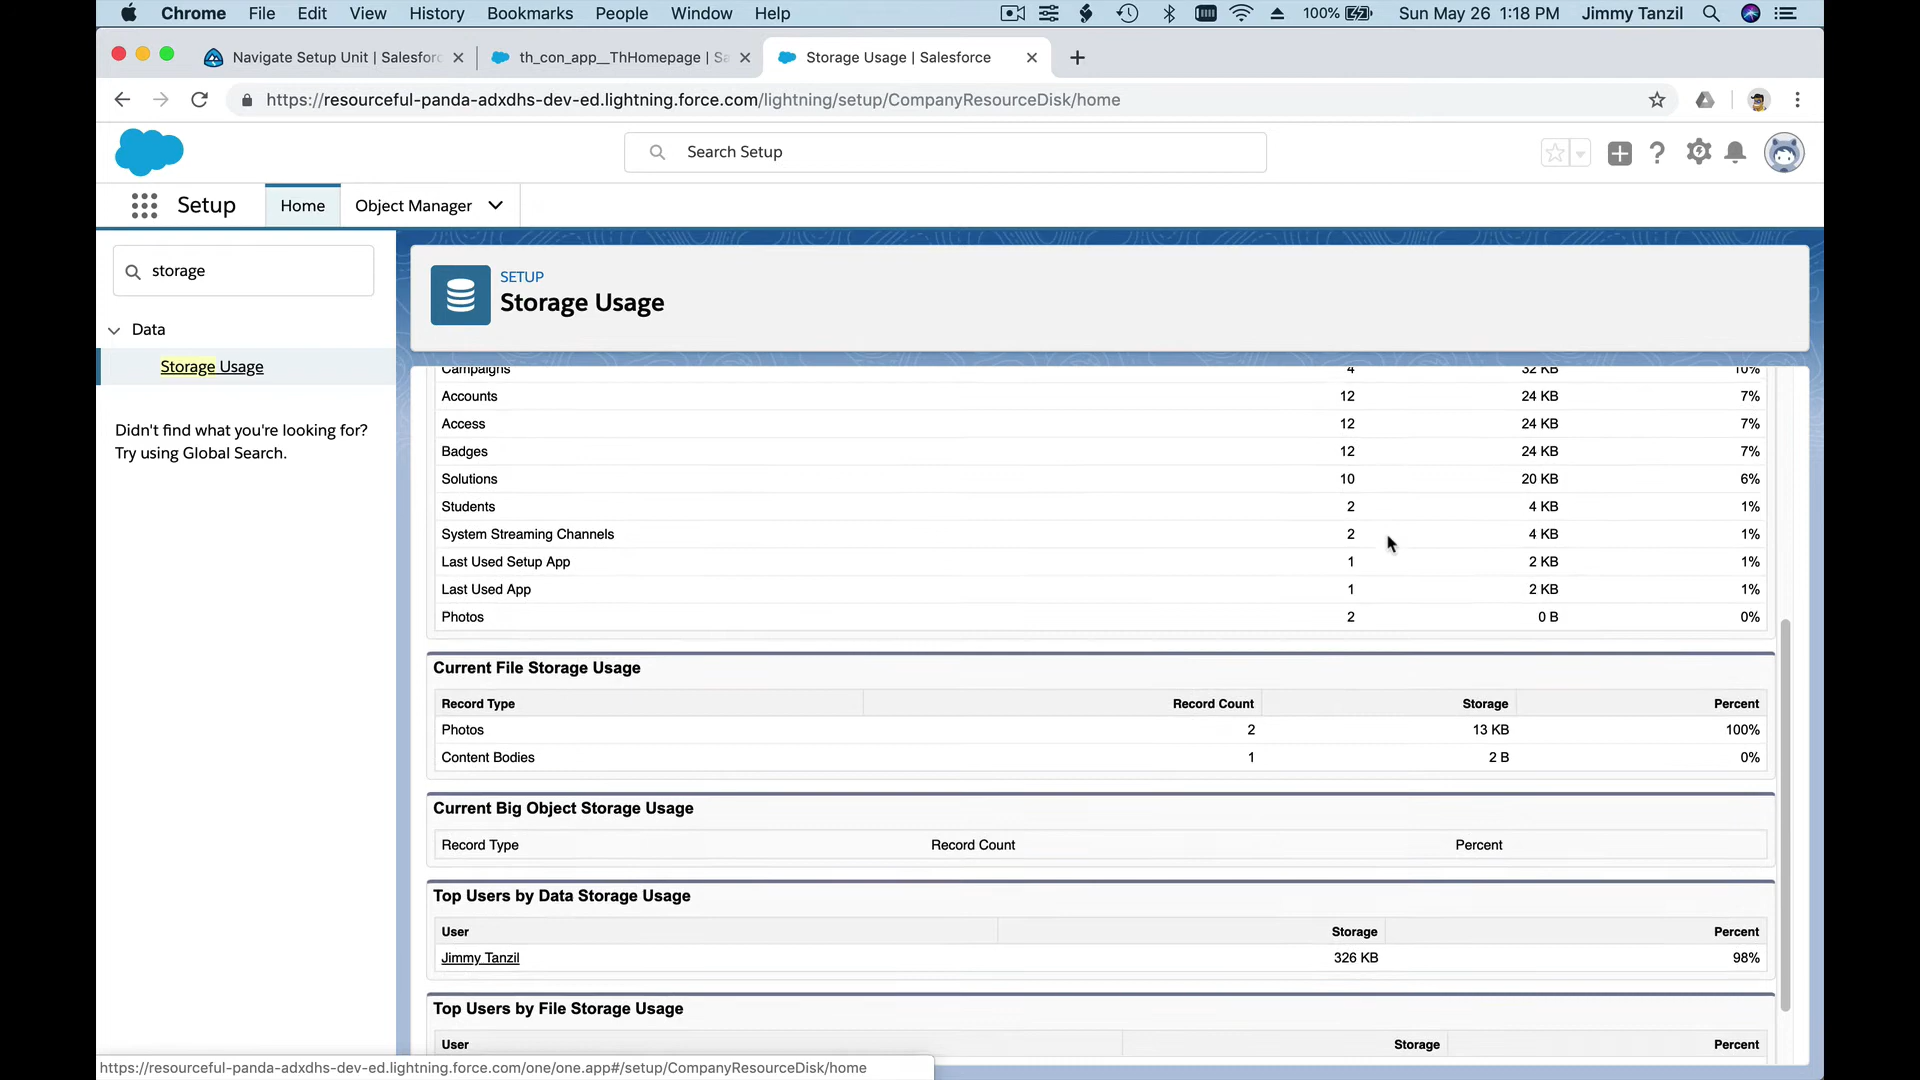 Chrome File Edit View History Bookmarks People Window Help 100% Sun May 26 1:18 PM Jimmy Tanzil
Navigate Setup Unit | Salesforc th_con_app__ThHomepage | Sa Storage Usage | Salesforce
https://resourceful-panda-adxdhs-dev-ed.lightning.force.com/lightning/setup/CompanyResourceDisk/home
Search Setup
Setup Home Object Manager
storage
Data
Storage Usage
Didn't find what you're looking for?
Try using Global Search.
SETUP
Storage Usage
Campaigns 4 32 KB 10%
Accounts 12 24 KB 7%
Access 12 24 KB 7%
Badges 12 24 KB 7%
Solutions 10 20 KB 6%
Students 2 4 KB 1%
System Streaming Channels 2 4 KB 1%
Last Used Setup App 1 2 KB 1%
Last Used App 1 2 KB 1%
Photos 2 0 B 0%
Current File Storage Usage
Record Type Record Count Storage Percent
Photos 2 13 KB 100%
Content Bodies 1 2 B 0%
Current Big Object Storage Usage
Record Type Record Count Percent
Top Users by Data Storage Usage
User Storage Percent
Jimmy Tanzil 326 KB 98%
Top Users by File Storage Usage
User Storage Percent
https://resourceful-panda-adxdhs-dev-ed.lightning.force.com/one/one.app#/setup/CompanyResourceDisk/home